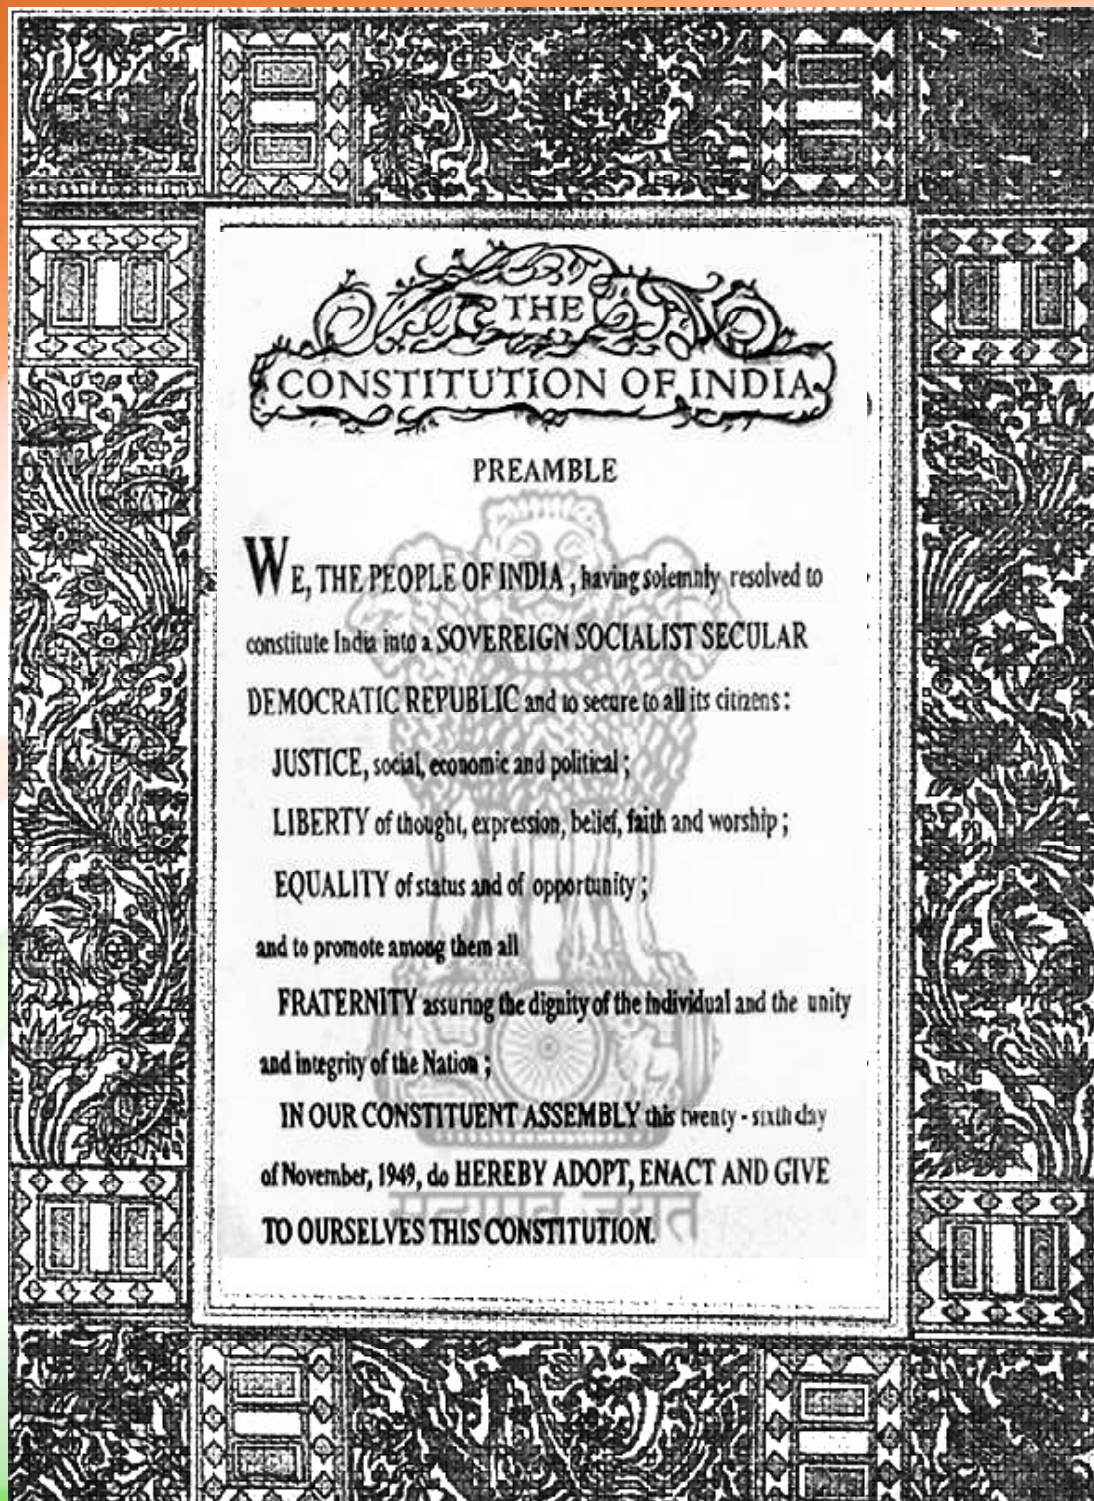 THE
CONSTITUTION OF INDIA
PREAMBLE
WE, THE PEOPLE OF INDIA , having solemnly resolved to
constitute India into a SOVEREIGN SOCIALIST SECULAR
DEMOCRATIC REPUBLIC and to secure to all its citizens :
JUSTICE, social, economic and political ;
LIBERTY of thought, expression, belief, faith and worship ;
EQUALITY of status and of opportunity ;
and to promote among them all
FRATERNITY assuring the dignity of the individual and the unity
and integrity of the Nation ;
IN OUR CONSTITUENT ASSEMBLY this twenty - sixth day
of November, 1949, do HEREBY ADOPT, ENACT AND GIVE
TO OURSELVES THIS CONSTITUTION.